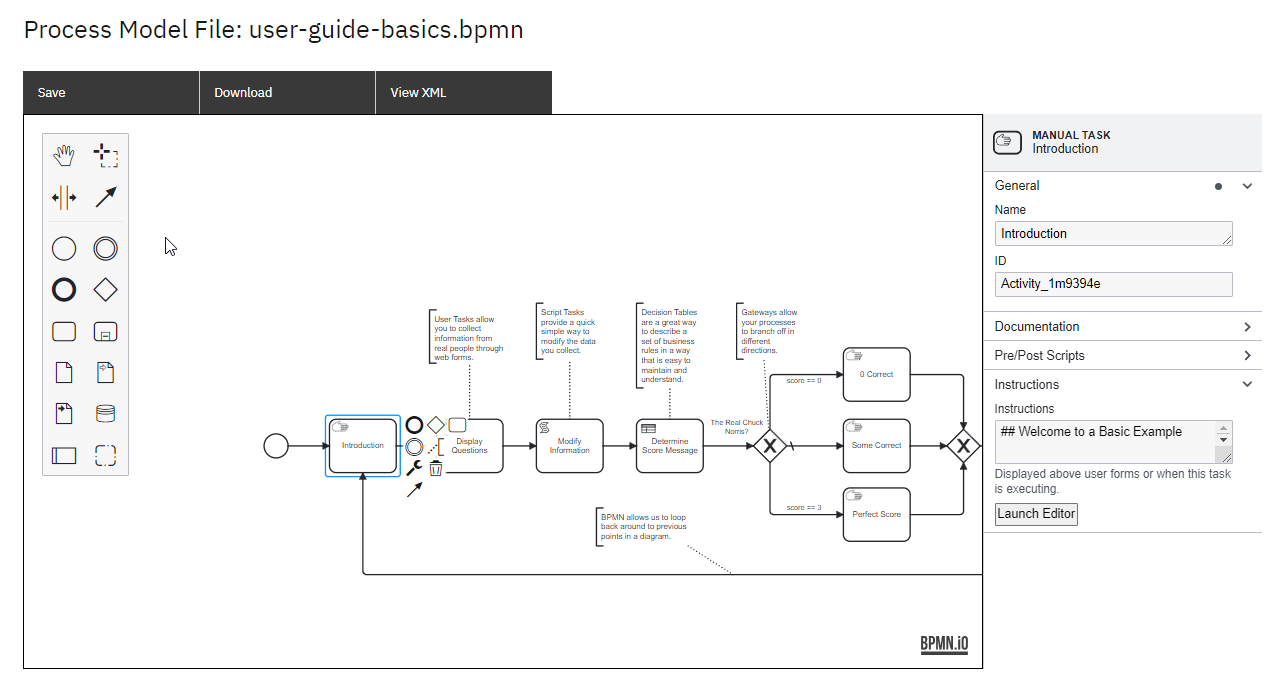 Process Model File: user-guide-basics.bpmn
Save
Download
View XML
MANUAL TASK
Introduction
General
Name
Introduction
ID
Activity_1m9394e
Documentation
Pre/Post Scripts
Instructions
Instructions
## Welcome to a Basic Example
Displayed above user forms or when this task
is executing.
Launch Editor
User Tasks allow
you to collect
information from
real people through
web forms.
Script Tasks
provide a quick
simple way to
modify the data
you collect.
Decision Tables
are a great way
to describe a
set of business
rules in a way
that is easy to
maintain and
understand.
Gateways allow
your processes
to branch off in
different
directions.
Introduction
Display
Questions
Modify
Information
Determine
Score Message
The Real Chuck
Norris?
score == 0
0 Correct
Some Correct
score == 3
Perfect Score
BPMN allows us to loop
back around to previous
points in a diagram.
BPMN.iO